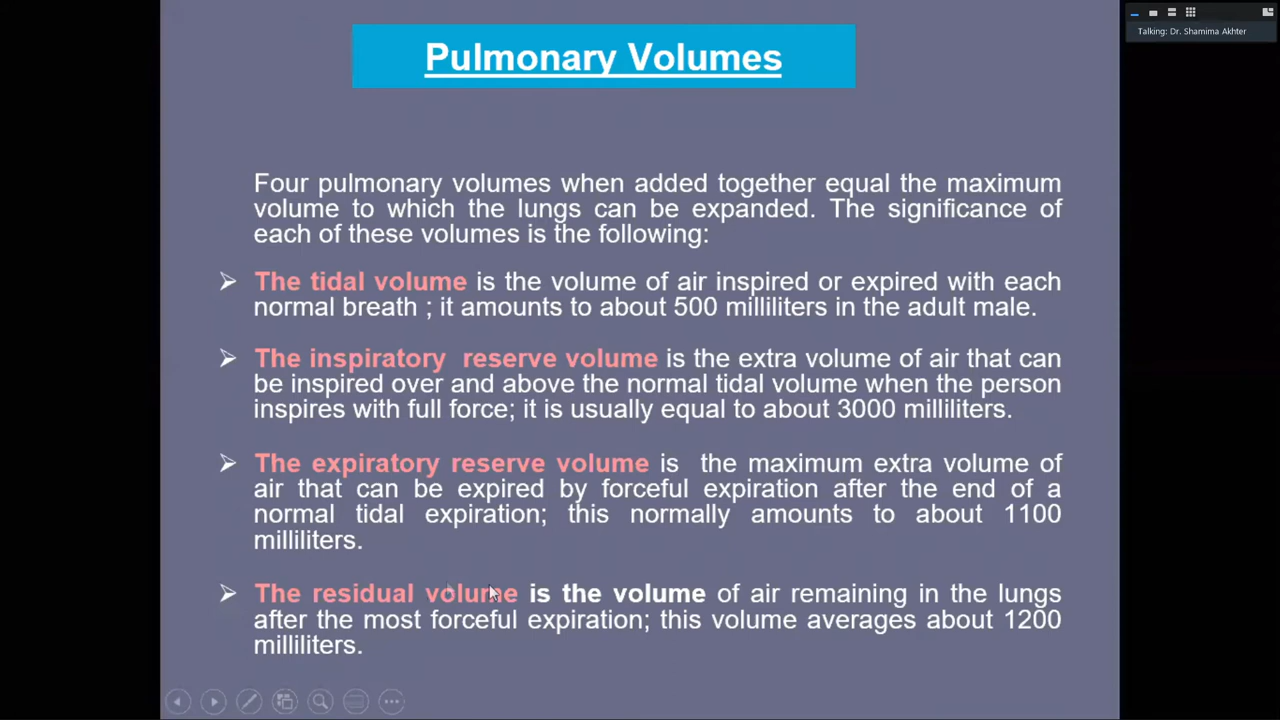 Pulmonary Volumes
Talking: Dr. Shamima Akhter
Four pulmonary volumes when added together equal the maximum
volume to which the lungs can be expanded. The significance of
each of these volumes is the following:
The tidal volume is the volume of air inspired or expired with each
normal breath ; it amounts to about 500 milliliters in the adult male.
The inspiratory reserve volume is the extra volume of air that can
be inspired over and above the normal tidal volume when the person
inspires with full force; it is usually equal to about 3000 milliliters.
The expiratory reserve volume is the maximum extra volume of
air that can be expired by forceful expiration after the end of a
normal tidal expiration; this normally amounts to about 1100
milliliters.
The residual volume is the volume of air remaining in the lungs
after the most forceful expiration; this volume averages about 1200
milliliters.